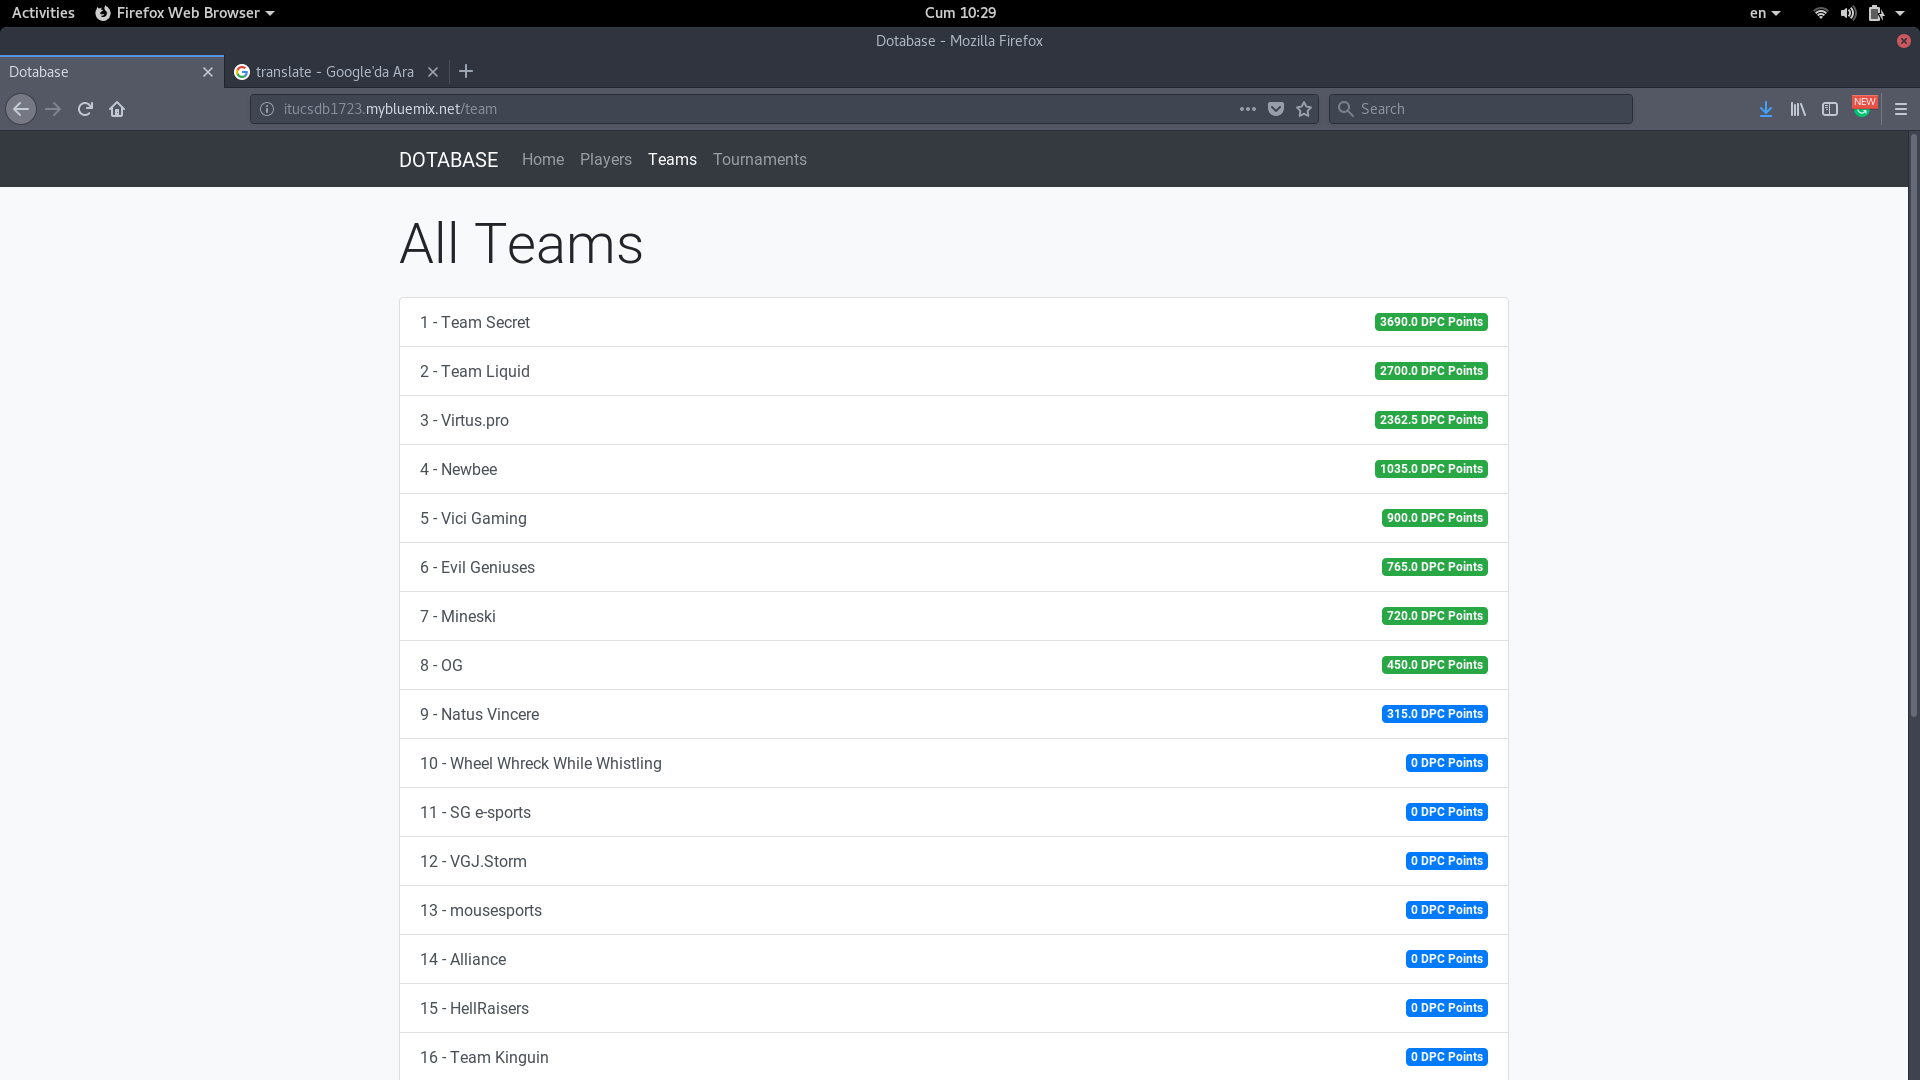 Activities Firefox Web Browser Cum 10:29 en
Dotabase - Mozilla Firefox
Dotabase translate - Google'da Ara
itucsdb1723.mybluemix.net/team Search NEW
DOTABASE Home Players Teams Tournaments
All Teams
1 - Team Secret 3690.0 DPC Points
2 - Team Liquid 2700.0 DPC Points
3 - Virtus.pro 2362.5 DPC Points
4 - Newbee 1035.0 DPC Points
5 - Vici Gaming 900.0 DPC Points
6 - Evil Geniuses 765.0 DPC Points
7 - Mineski 720.0 DPC Points
8 - OG 450.0 DPC Points
9 - Natus Vincere 315.0 DPC Points
10 - Wheel Whreck While Whistling 0 DPC Points
11 - SG e-sports 0 DPC Points
12 - VGJ.Storm 0 DPC Points
13 - mousesports 0 DPC Points
14 - Alliance 0 DPC Points
15 - HellRaisers 0 DPC Points
16 - Team Kinguin 0 DPC Points